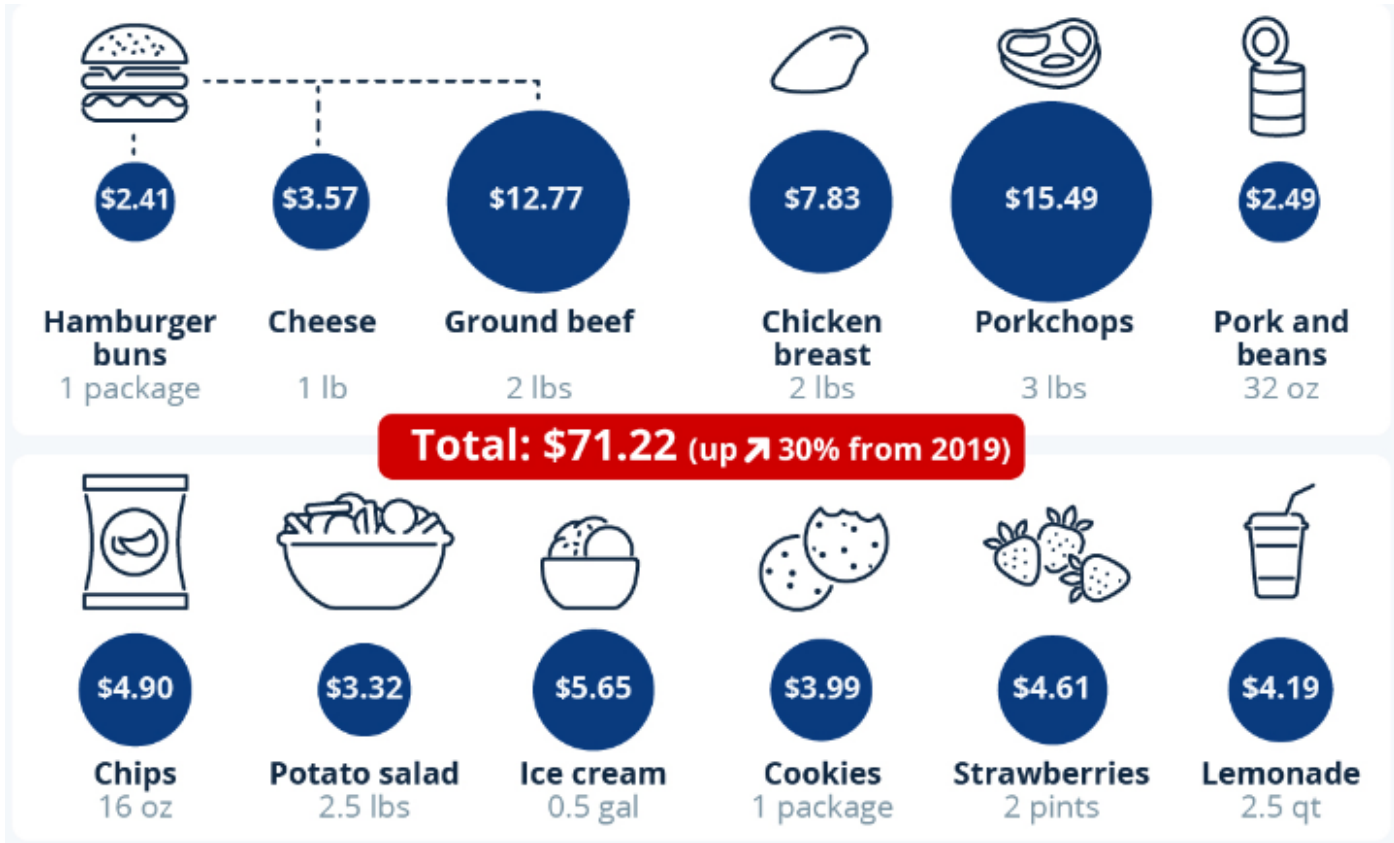 $2.41
$3.57
$12.77
$7.83
$15.49
$2.49
Hamburger
buns
1 package
Cheese
1 lb
Ground beef
2 lbs
Chicken
breast
2 lbs
Porkchops
3 lbs
Pork and
beans
32 oz
Total: $71.22 (up ↗ 30% from 2019)
$4.90
$3.32
$5.65
$3.99
$4.61
$4.19
Chips
16 oz
Potato salad
2.5 lbs
Ice cream
0.5 gal
Cookies
1 package
Strawberries
2 pints
Lemonade
2.5 qt